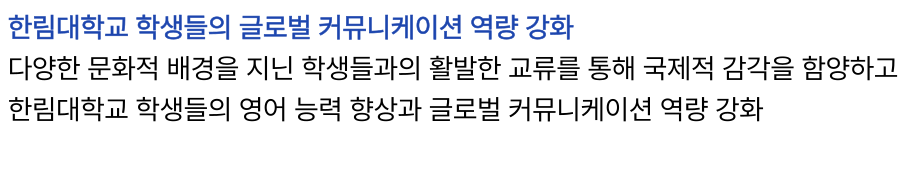 한림대학교 학생들의 글로벌 커뮤니케이션 역량 강화
다양한 문화적 배경을 지닌 학생들과의 활발한 교류를 통해 국제적 감각을 함양하고
한림대학교 학생들의 영어 능력 향상과 글로벌 커뮤니케이션 역량 강화